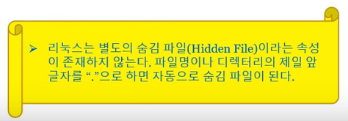 ➢ 리눅스는 별도의 숨김 파일(Hidden File)이라는 속성
이 존재하지 않는다. 파일명이나 디렉터리의 제일 앞
글자를 “.”으로 하면 자동으로 숨김 파일이 된다.